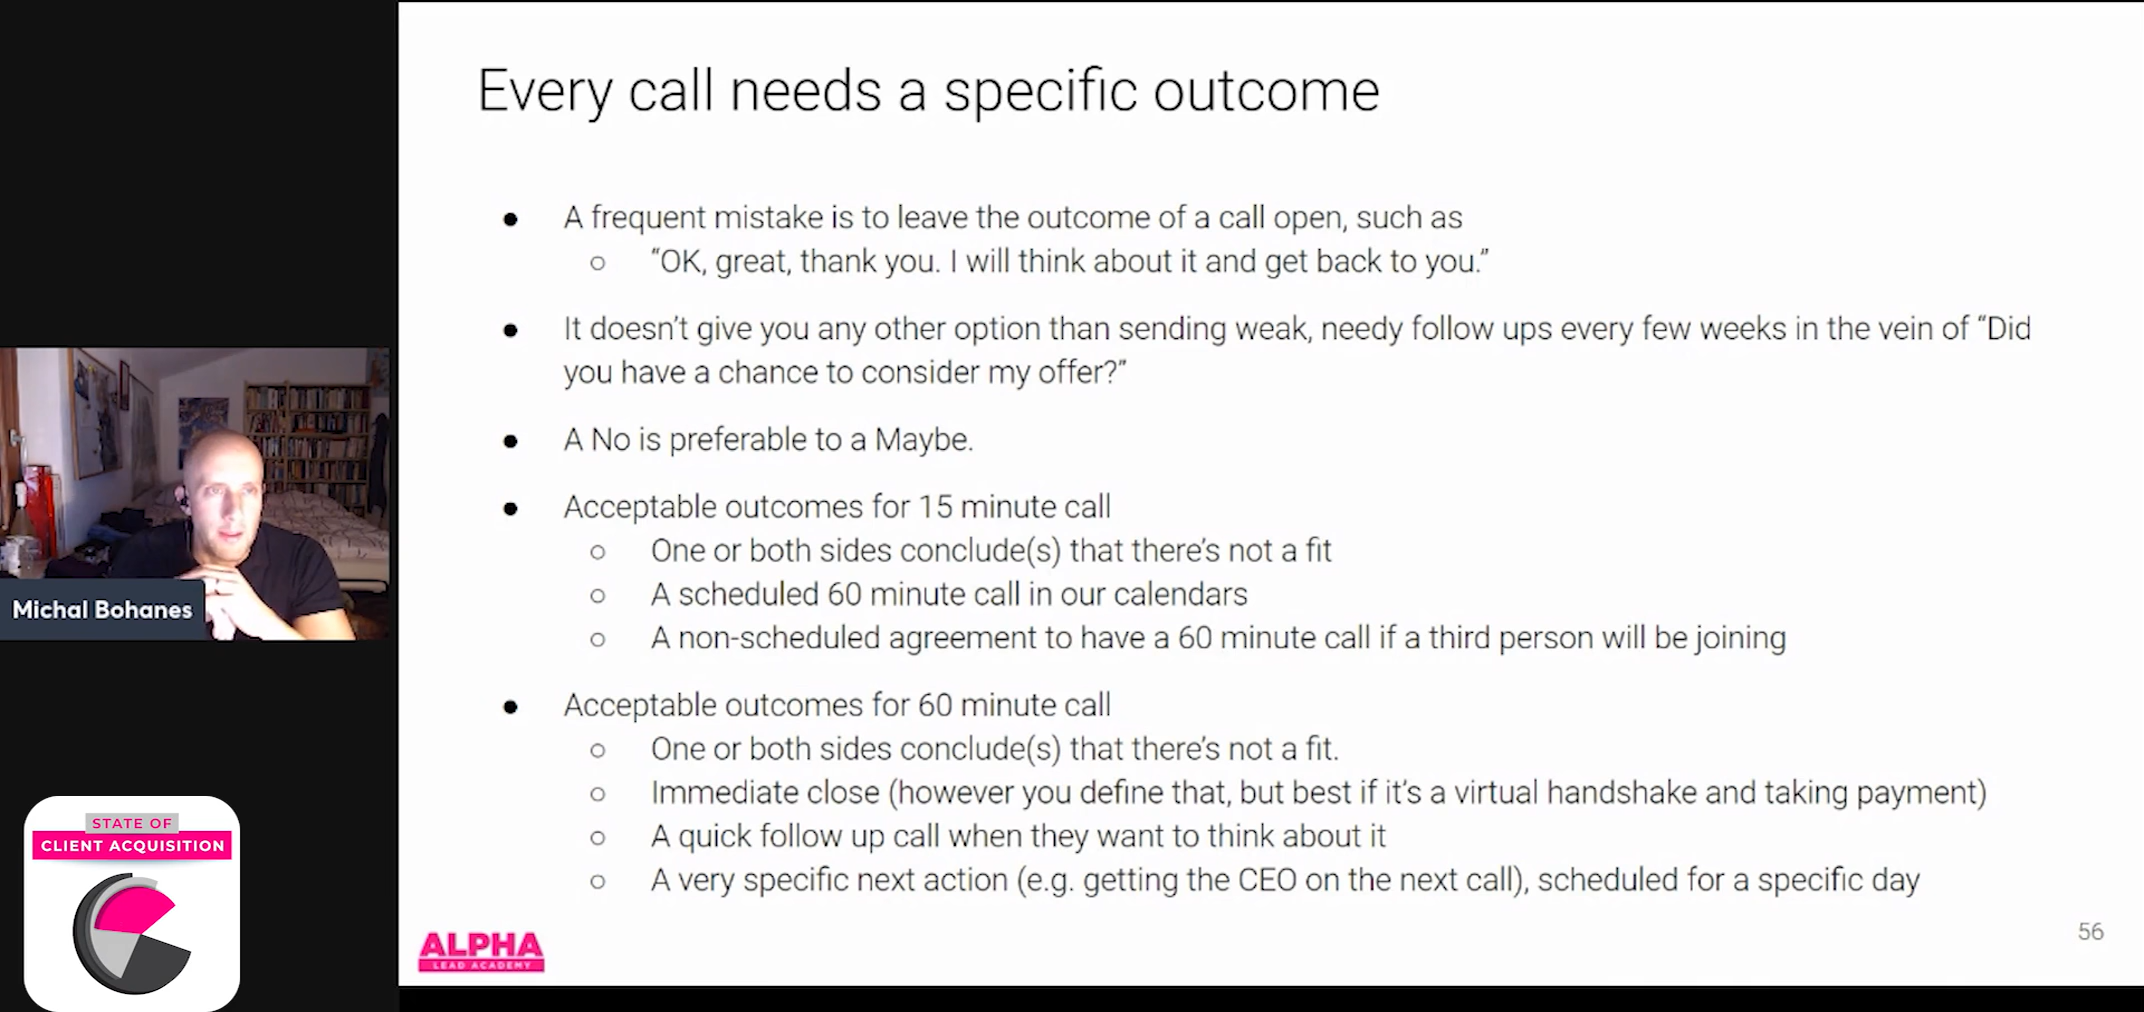 Every call needs a specific outcome
● A frequent mistake is to leave the outcome of a call open, such as
○ “OK, great, thank you. I will think about it and get back to you.”
● It doesn’t give you any other option than sending weak, needy follow ups every few weeks in the vein of “Did
you have a chance to consider my offer?”
● A No is preferable to a Maybe.
● Acceptable outcomes for 15 minute call
○ One or both sides conclude(s) that there’s not a fit
○ A scheduled 60 minute call in our calendars
○ A non-scheduled agreement to have a 60 minute call if a third person will be joining
● Acceptable outcomes for 60 minute call
○ One or both sides conclude(s) that there’s not a fit.
○ Immediate close (however you define that, but best if it’s a virtual handshake and taking payment)
○ A quick follow up call when they want to think about it
○ A very specific next action (e.g. getting the CEO on the next call), scheduled for a specific day
Michal Bohanes
STATE OF
CLIENT ACQUISITION
ALPHA
LEAD ACADEMY
56